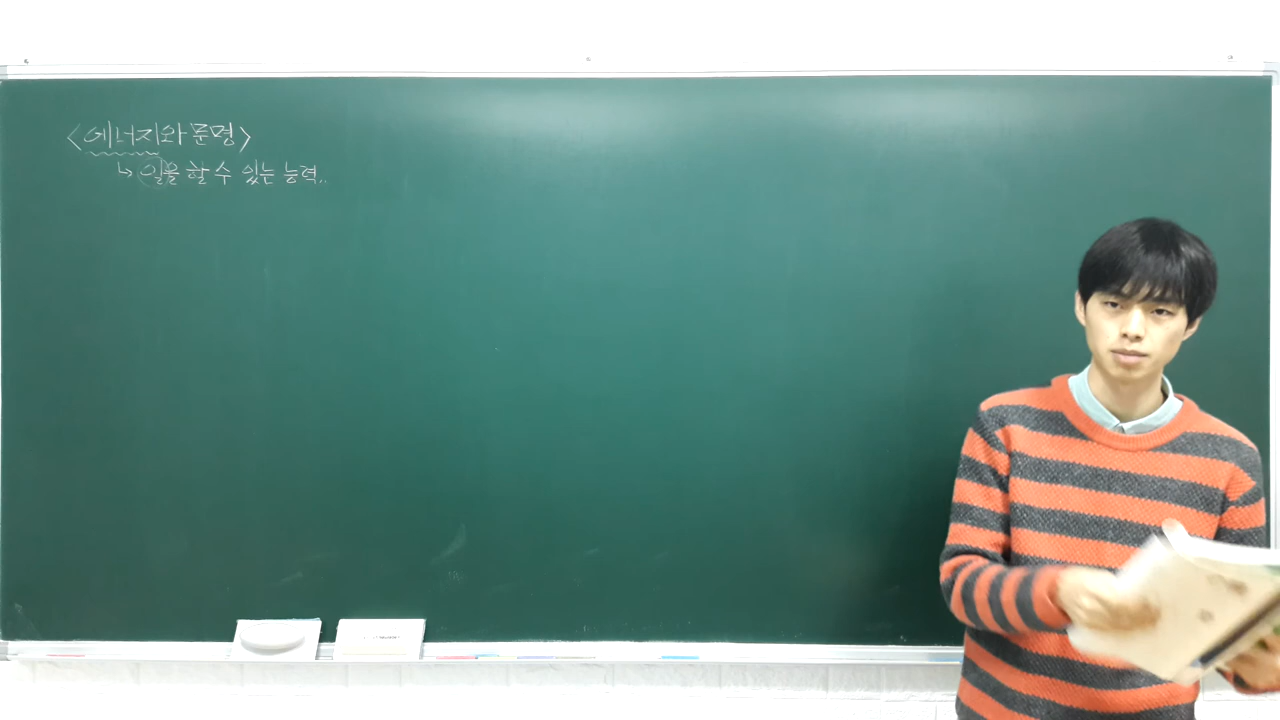 <에너지와 문명>
↳ 일을 할 수 있는 능력..